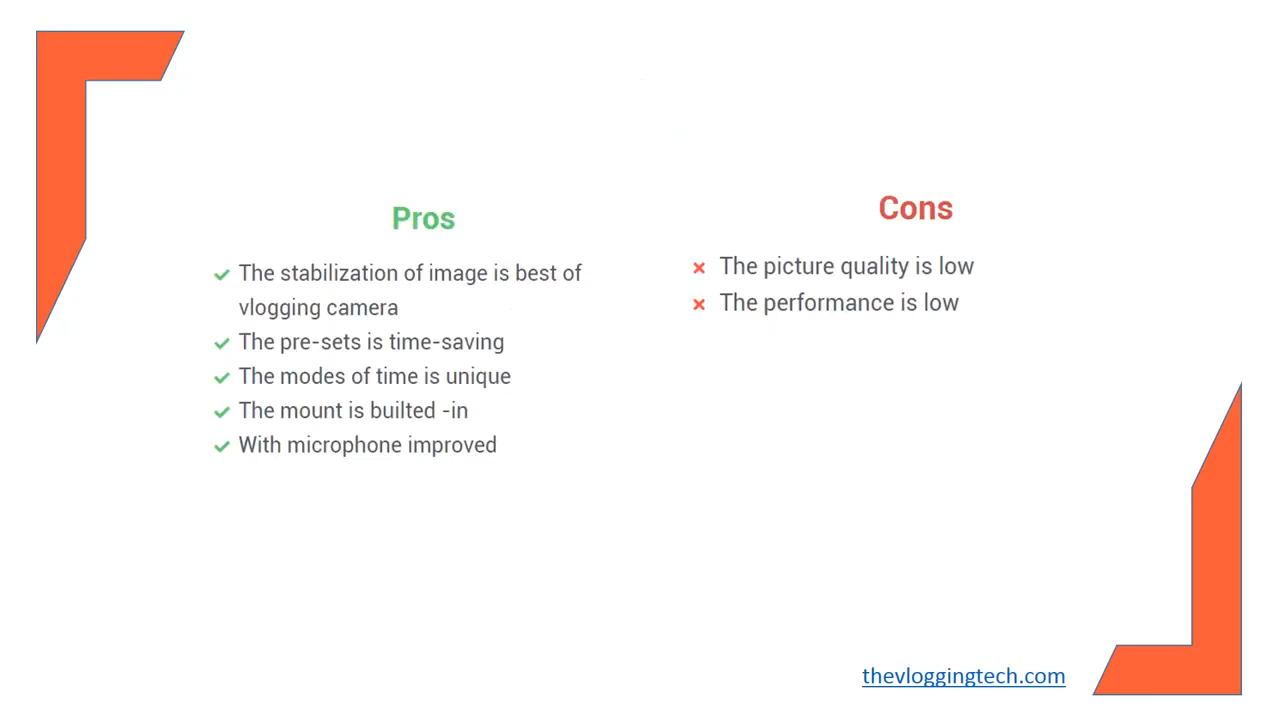 Pros
The stabilization of image is best of
vlogging camera
The pre-sets is time-saving
The modes of time is unique
The mount is builted -in
With microphone improved
Cons
The picture quality is low
The performance is low
thevloggingtech.com